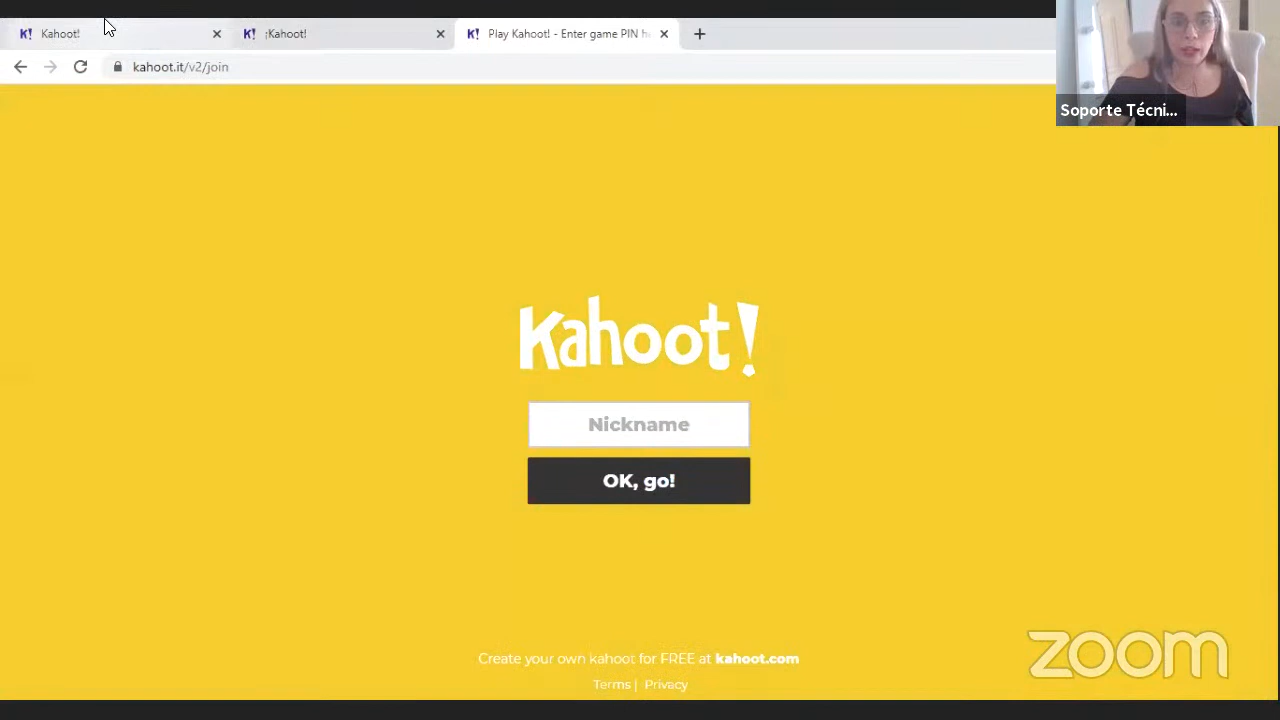 K! Kahoot!
K! ¡Kahoot!
K! Play Kahoot! - Enter game PIN h
kahoot.it/v2/join
Soporte Técni...
Kahoot!
Nickname
OK, go!
Create your own kahoot for FREE at kahoot.com
Terms | Privacy
zoom